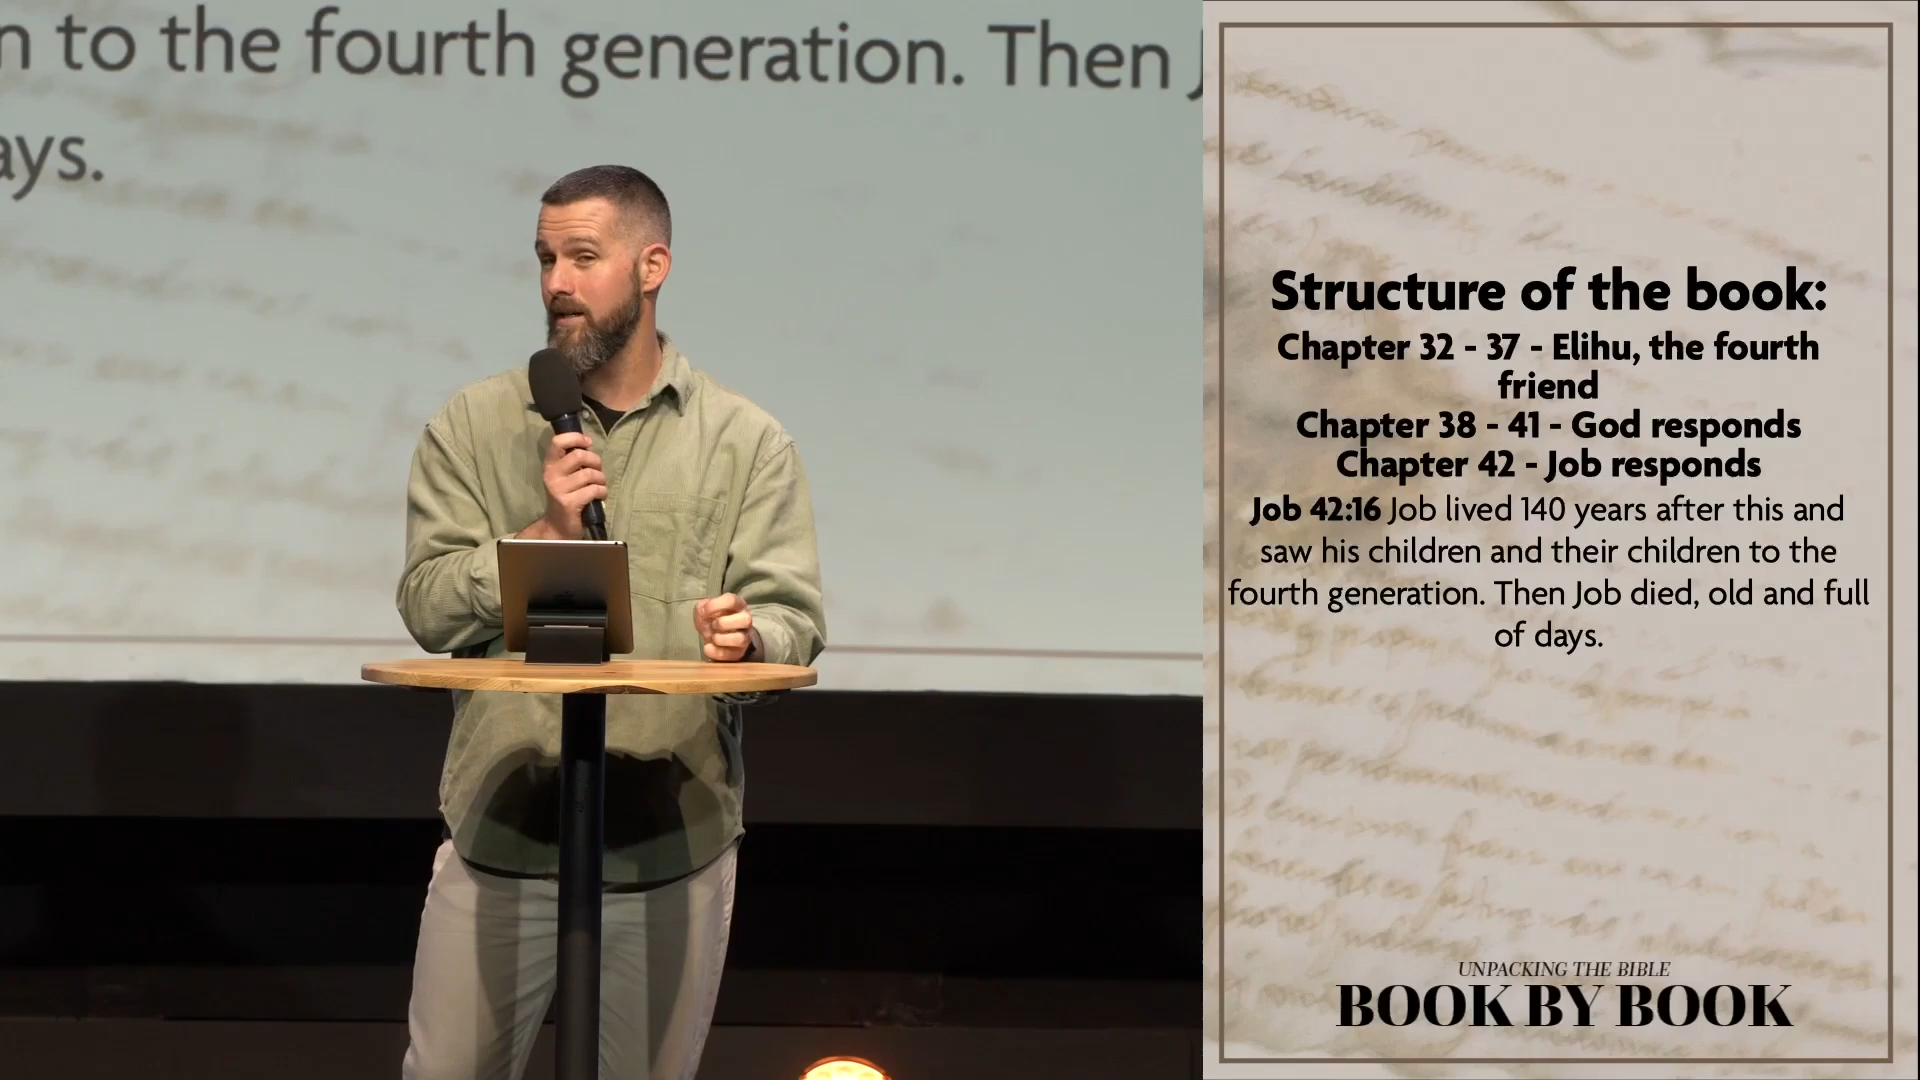 n to the fourth generation. Then J
ays.
Structure of the book:
Chapter 32 - 37 - Elihu, the fourth
friend
Chapter 38 - 41 - God responds
Chapter 42 - Job responds
Job 42:16 Job lived 140 years after this and
saw his children and their children to the
fourth generation. Then Job died, old and full
of days.
UNPACKING THE BIBLE
BOOK BY BOOK